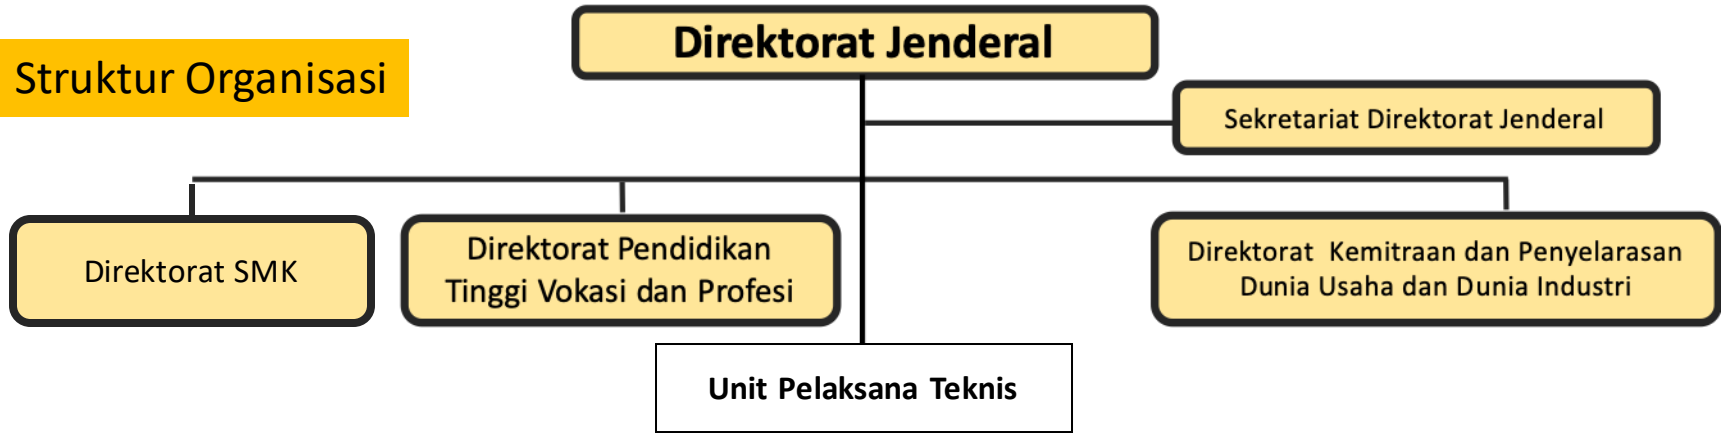 Direktorat Jenderal
Struktur Organisasi
Sekretariat Direktorat Jenderal
Direktorat SMK
Direktorat Pendidikan
Tinggi Vokasi dan Profesi
Direktorat Kemitraan dan Penyelarasan
Dunia Usaha dan Dunia Industri
Unit Pelaksana Teknis